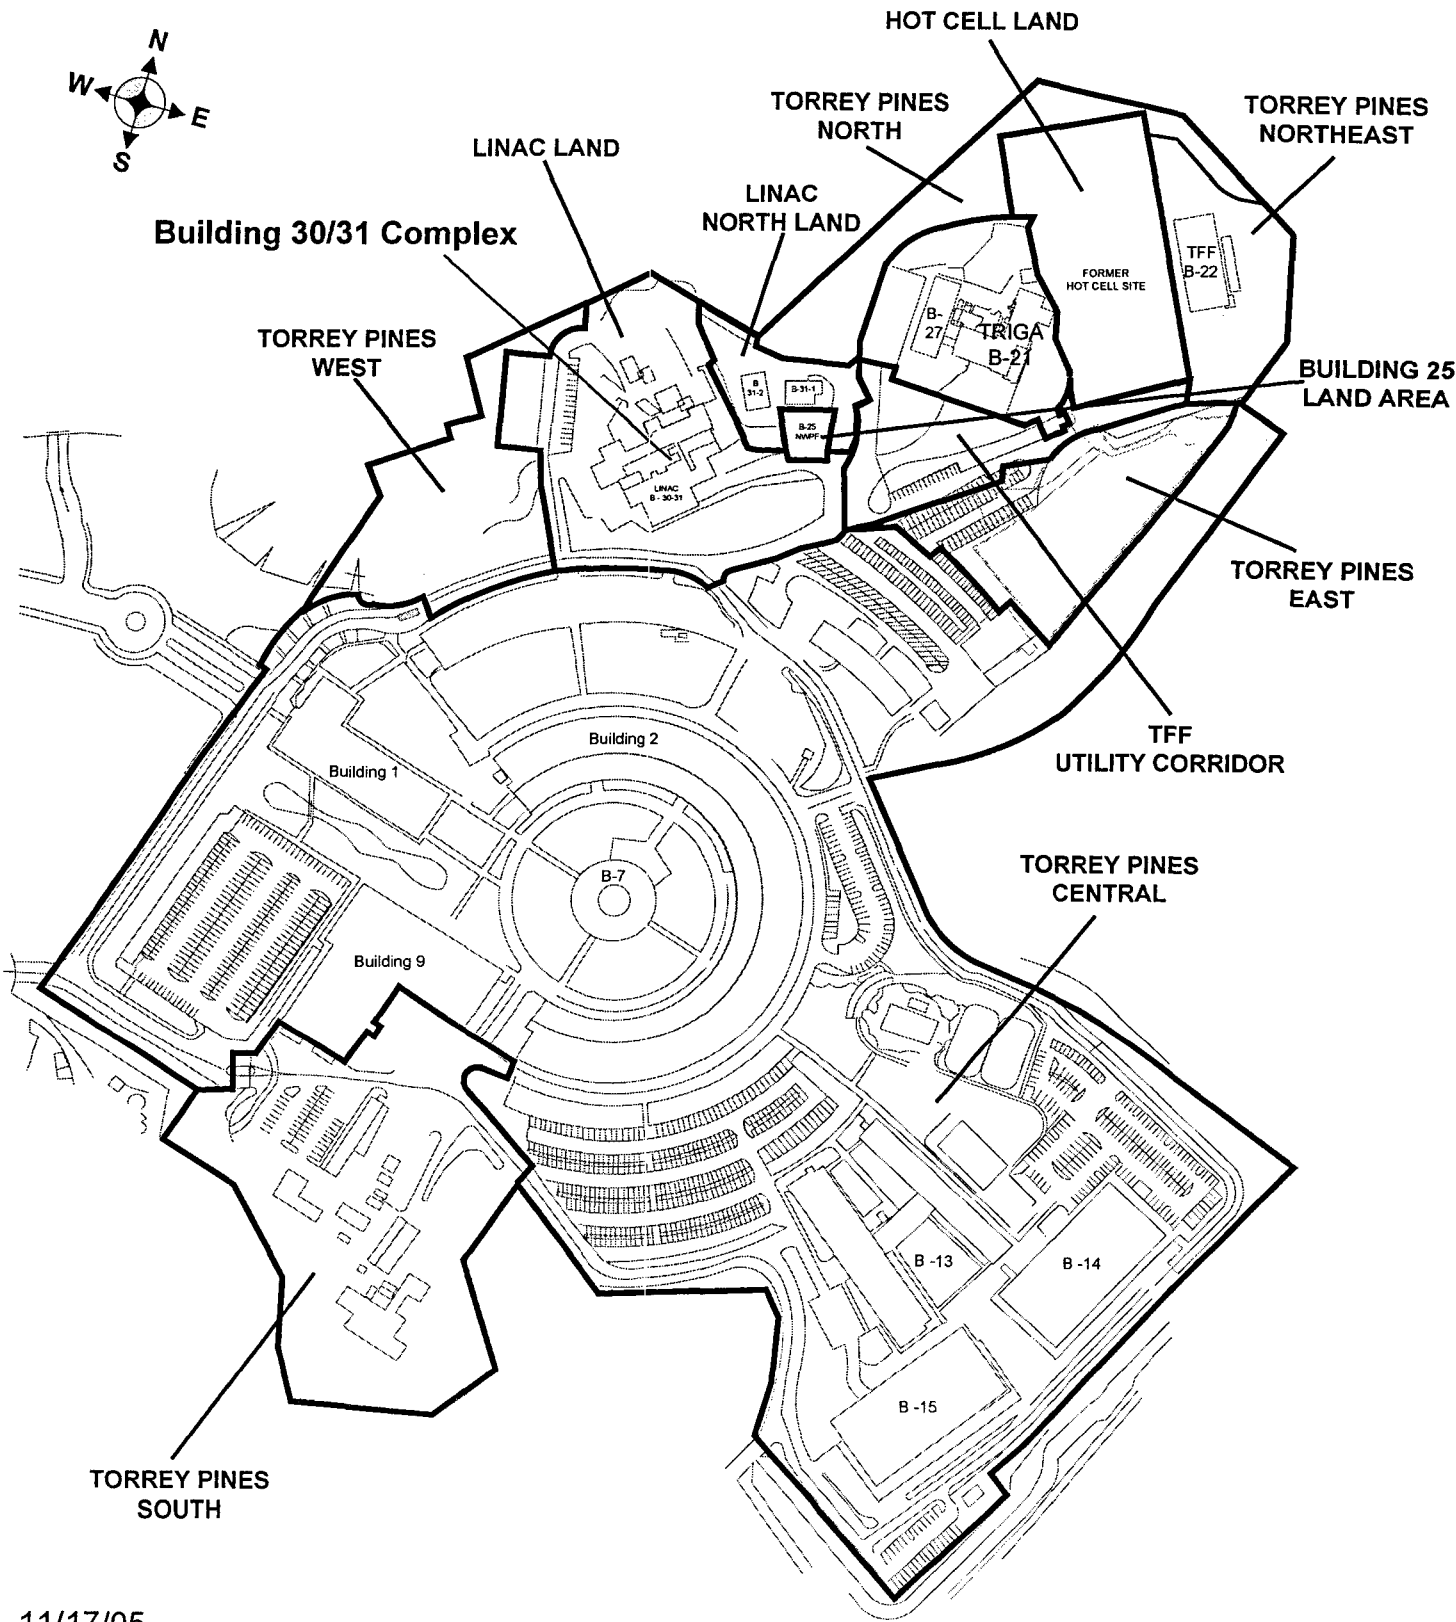 HOT CELL LAND
N
W
E
S
TORREY PINES
NORTH
TORREY PINES
NORTHEAST
LINAC LAND
LINAC
NORTH LAND
Building 30/31 Complex
TFF
B-22
FORMER
HOT CELL SITE
B-
27
TRIGA
B-21
TORREY PINES
WEST
BUILDING 25
LAND AREA
B
31-2
B-31-1
B-25
NWPF
LINAC
B - 30-31
TORREY PINES
EAST
TFF
UTILITY CORRIDOR
Building 2
Building 1
B-7
TORREY PINES
CENTRAL
Building 9
B -13
B -14
B -15
TORREY PINES
SOUTH
11/17/05